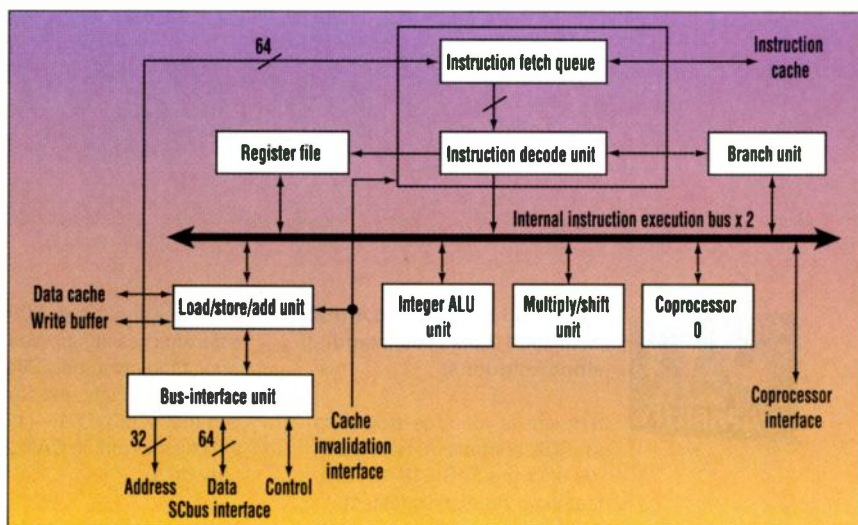 64
Instruction fetch queue
Instruction
cache
Register file
Instruction decode unit
Branch unit
Internal instruction execution bus x 2
Data cache
Write buffer
Load/store/add unit
Integer ALU
unit
Multiply/shift
unit
Coprocessor
0
Bus-interface unit
Cache
invalidation
interface
Coprocessor
interface
32
64
Address
Data
Control
SCbus interface